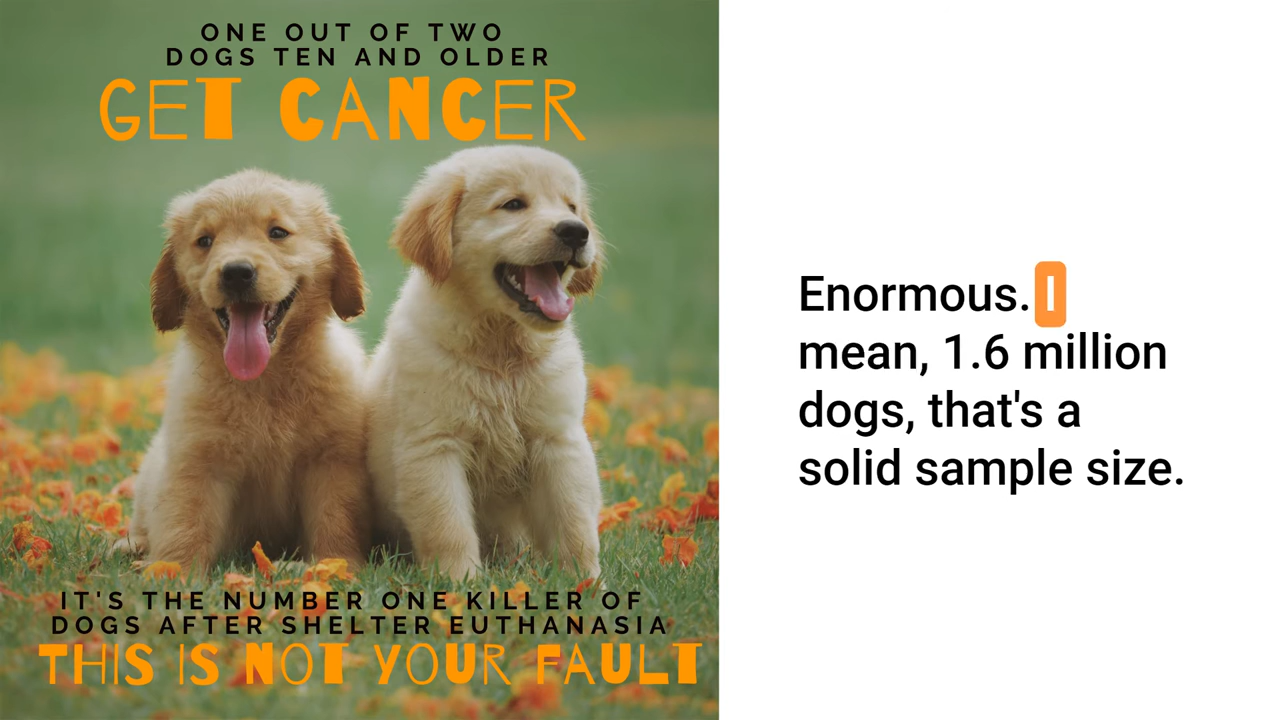 ONE OUT OF TWO
DOGS TEN AND OLDER
GET CANCER
IT'S THE NUMBER ONE KILLER OF
DOGS AFTER SHELTER EUTHANASIA
THIS IS NOT YOUR FAULT
Enormous. I
mean, 1.6 million
dogs, that's a
solid sample size.